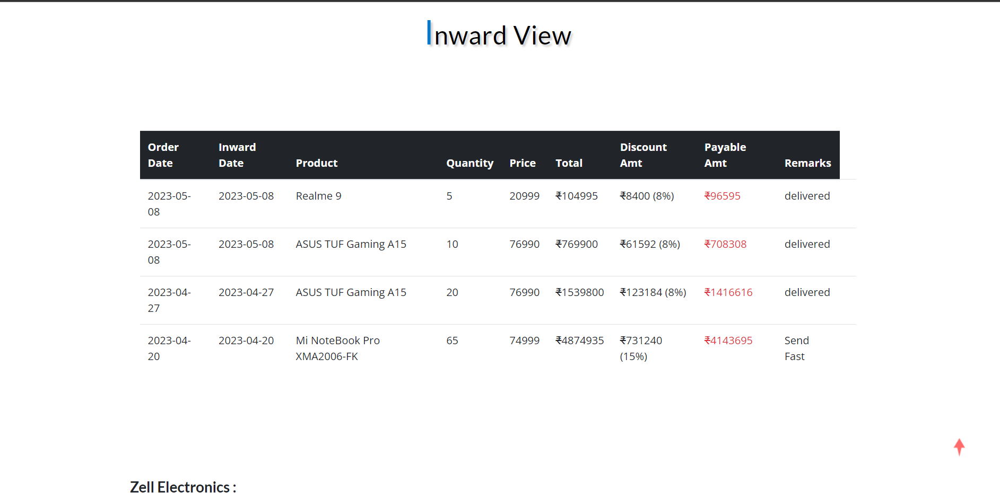 Inward View
Order Date Inward Date Product Quantity Price Total Discount Amt Payable Amt Remarks
2023-05-08 2023-05-08 Realme 9 5 20999 ₹104995 ₹8400 (8%) ₹96595 delivered
2023-05-08 2023-05-08 ASUS TUF Gaming A15 10 76990 ₹769900 ₹61592 (8%) ₹708308 delivered
2023-04-27 2023-04-27 ASUS TUF Gaming A15 20 76990 ₹1539800 ₹123184 (8%) ₹1416616 delivered
2023-04-20 2023-04-20 Mi NoteBook Pro XMA2006-FK 65 74999 ₹4874935 ₹731240 (15%) ₹4143695 Send Fast
Zell Electronics :